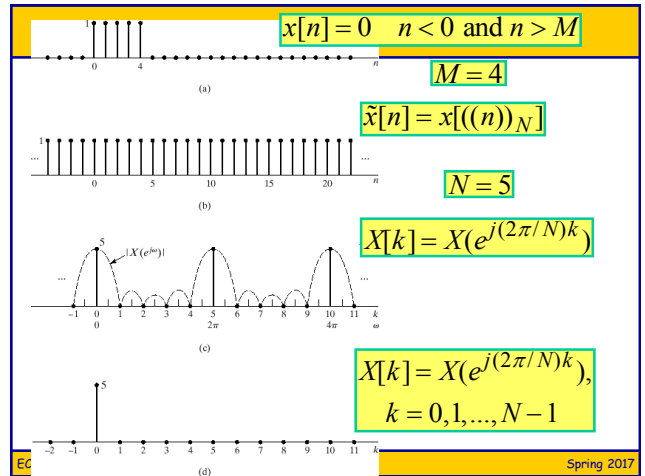 x[n] = 0 n < 0 and n > M
1
0 4 n
(a)
M = 4
x̃[n] = x[((n))_N]
1
... ...
0 5 10 15 20 n
(b)
N = 5
X[k] = X(e^{j(2π/N)k})
5
|X(e^{jω})|
... ...
−1 0 1 2 3 4 5 6 7 8 9 10 11 k
0 2π 4π ω
(c)
X[k] = X(e^{j(2π/N)k}),
k = 0,1,...,N − 1
5
−2 −1 0 1 2 3 4 5 6 7 8 9 10 11 k
(d)
EC
Spring 2017